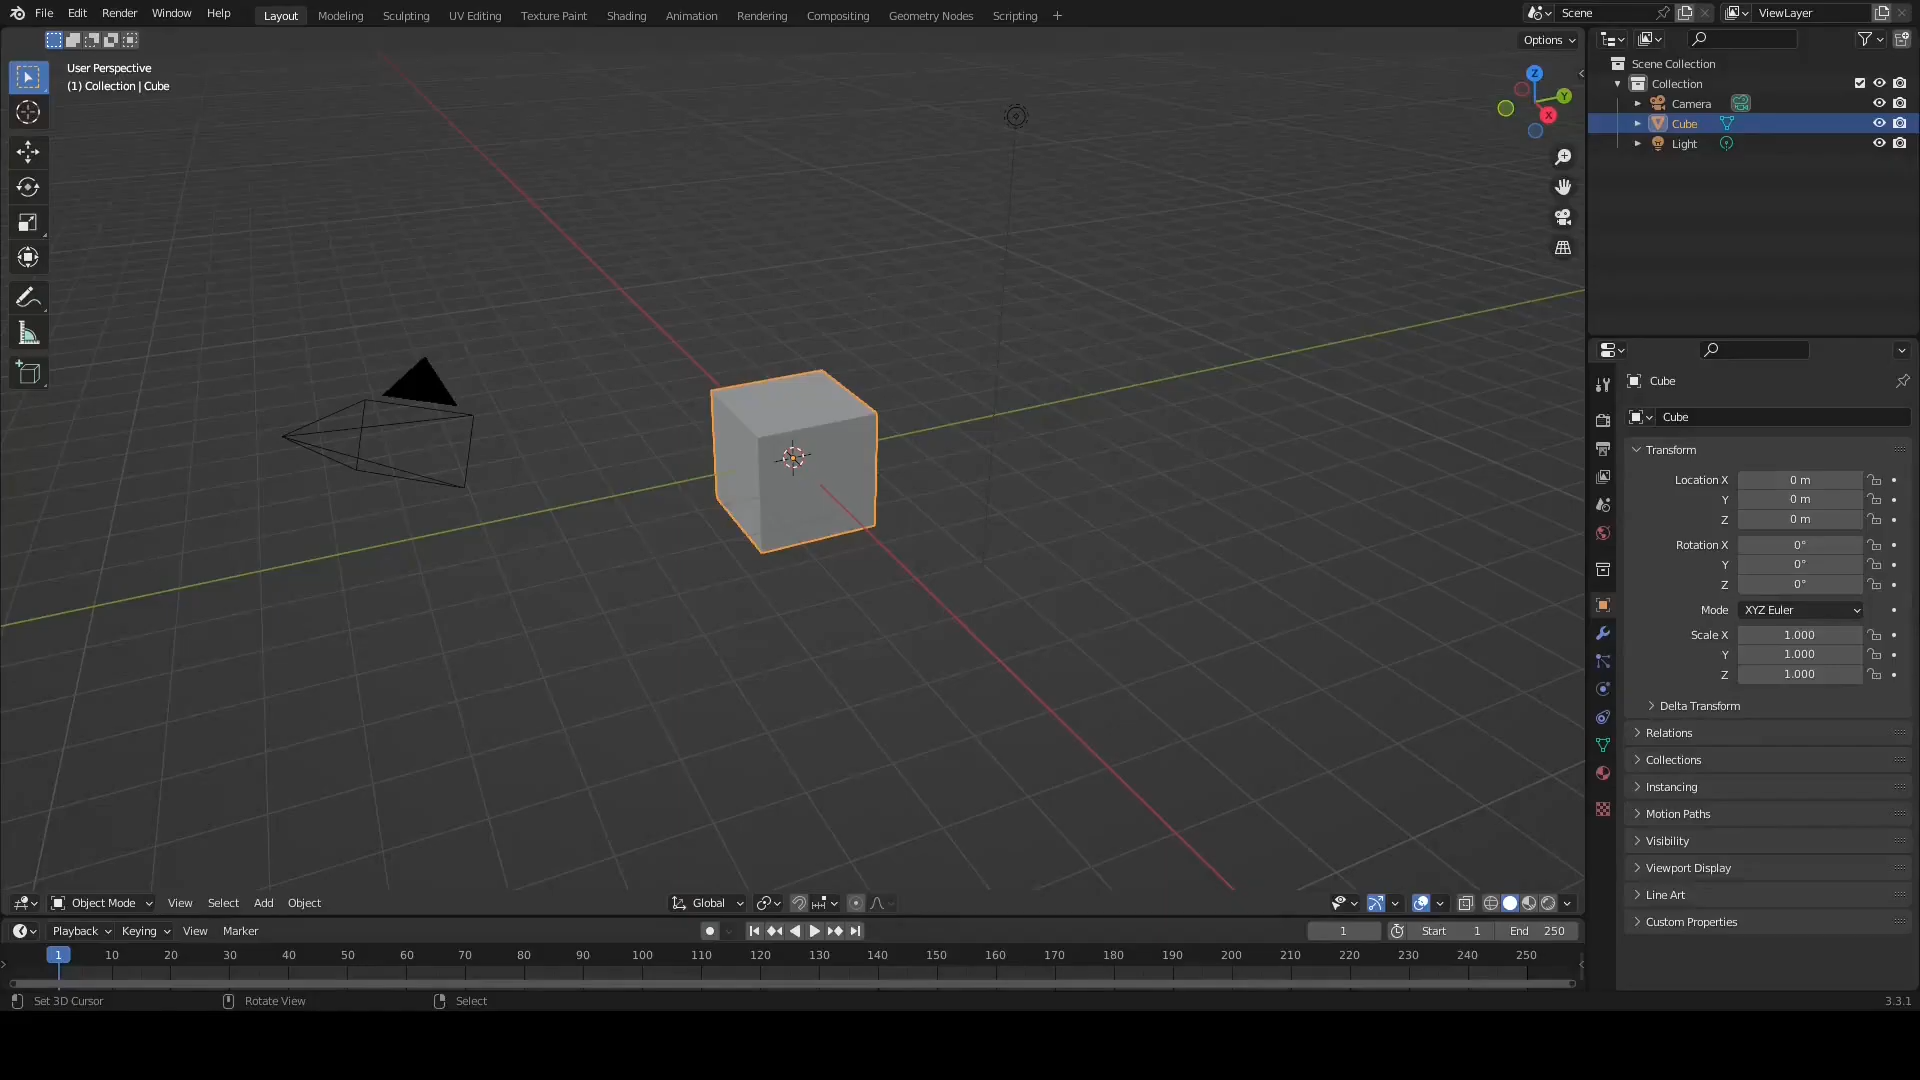 File Edit Render Window Help Layout Modeling Sculpting UV Editing Texture Paint Shading Animation Rendering Compositing Geometry Nodes Scripting + Scene ViewLayer
Options
User Perspective
(1) Collection | Cube
Z
Y
X
Scene Collection
Collection
Camera
Cube
Light
Cube
Cube
Transform
Location X 0 m
Y 0 m
Z 0 m
Rotation X 0°
Y 0°
Z 0°
Mode XYZ Euler
Scale X 1.000
Y 1.000
Z 1.000
Delta Transform
Relations
Collections
Instancing
Motion Paths
Visibility
Viewport Display
Line Art
Custom Properties
Object Mode View Select Add Object Global
Playback Keying View Marker 1 Start 1 End 250
1 10 20 30 40 50 60 70 80 90 100 110 120 130 140 150 160 170 180 190 200 210 220 230 240 250
Set 3D Cursor Rotate View Select 3.3.1